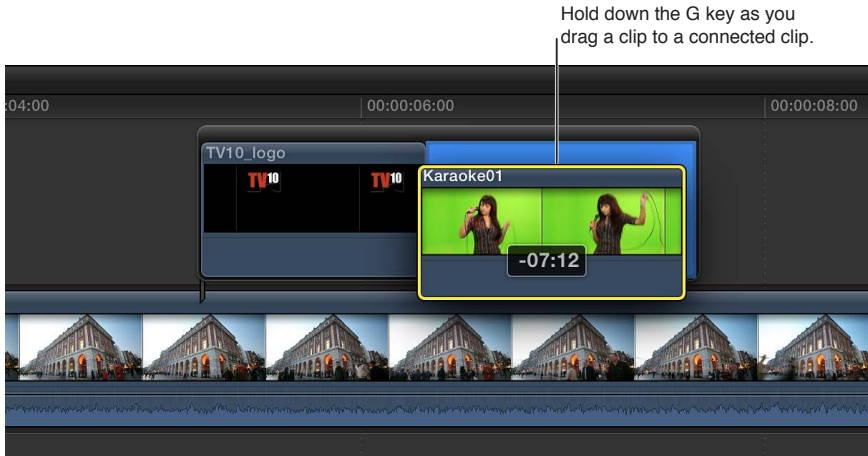 Hold down the G key as you
drag a clip to a connected clip.
:04:00
00:00:06:00
00:00:08:00
TV10_logo
TV10
TV10
Karaoke01
-07:12